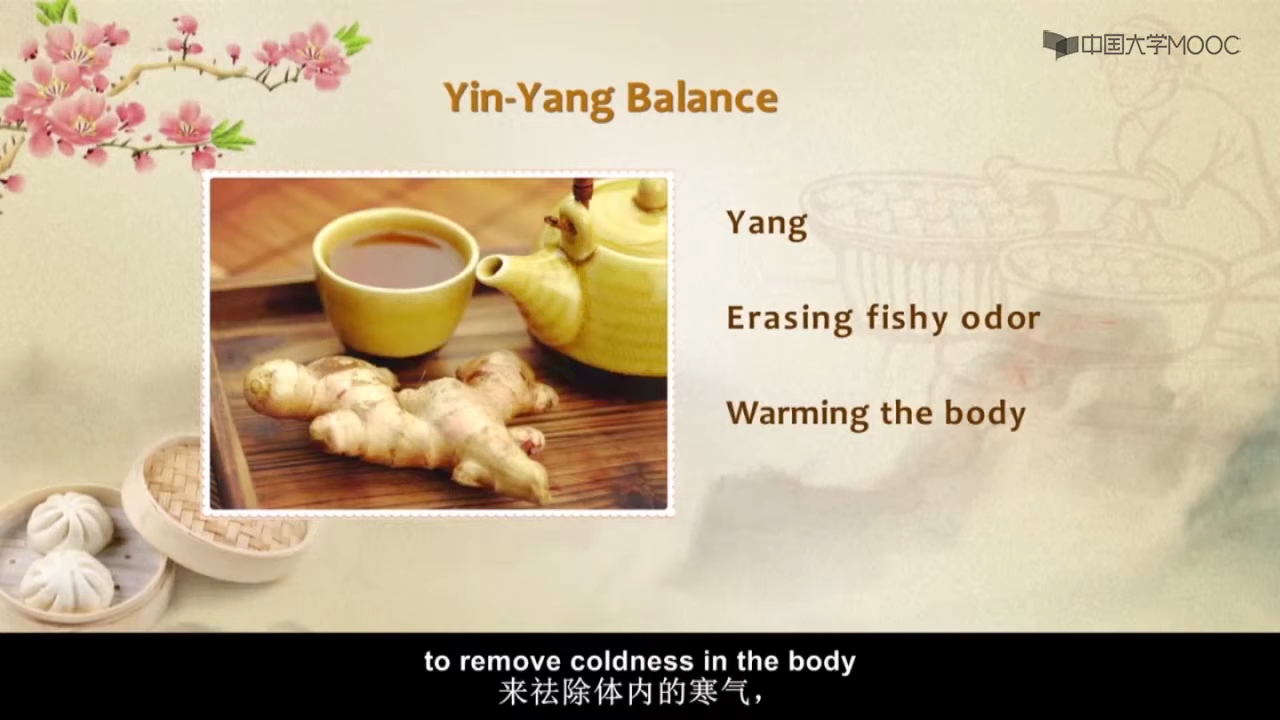 中国大学MOOC
Yin-Yang Balance
Yang
Erasing fishy odor
Warming the body
to remove coldness in the body
来祛除体内的寒气，